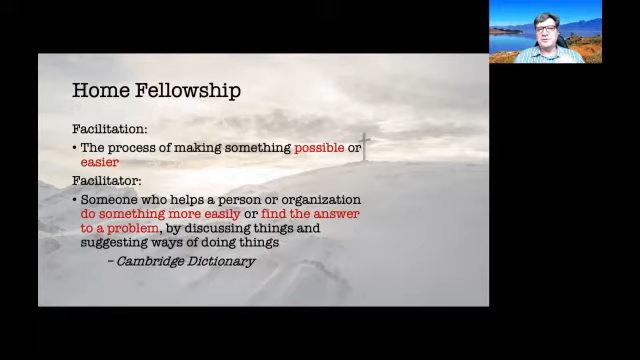 Home Fellowship
Facilitation:
• The process of making something possible or
easier
Facilitator:
• Someone who helps a person or organization
do something more easily or find the answer
to a problem, by discussing things and
suggesting ways of doing things
– Cambridge Dictionary